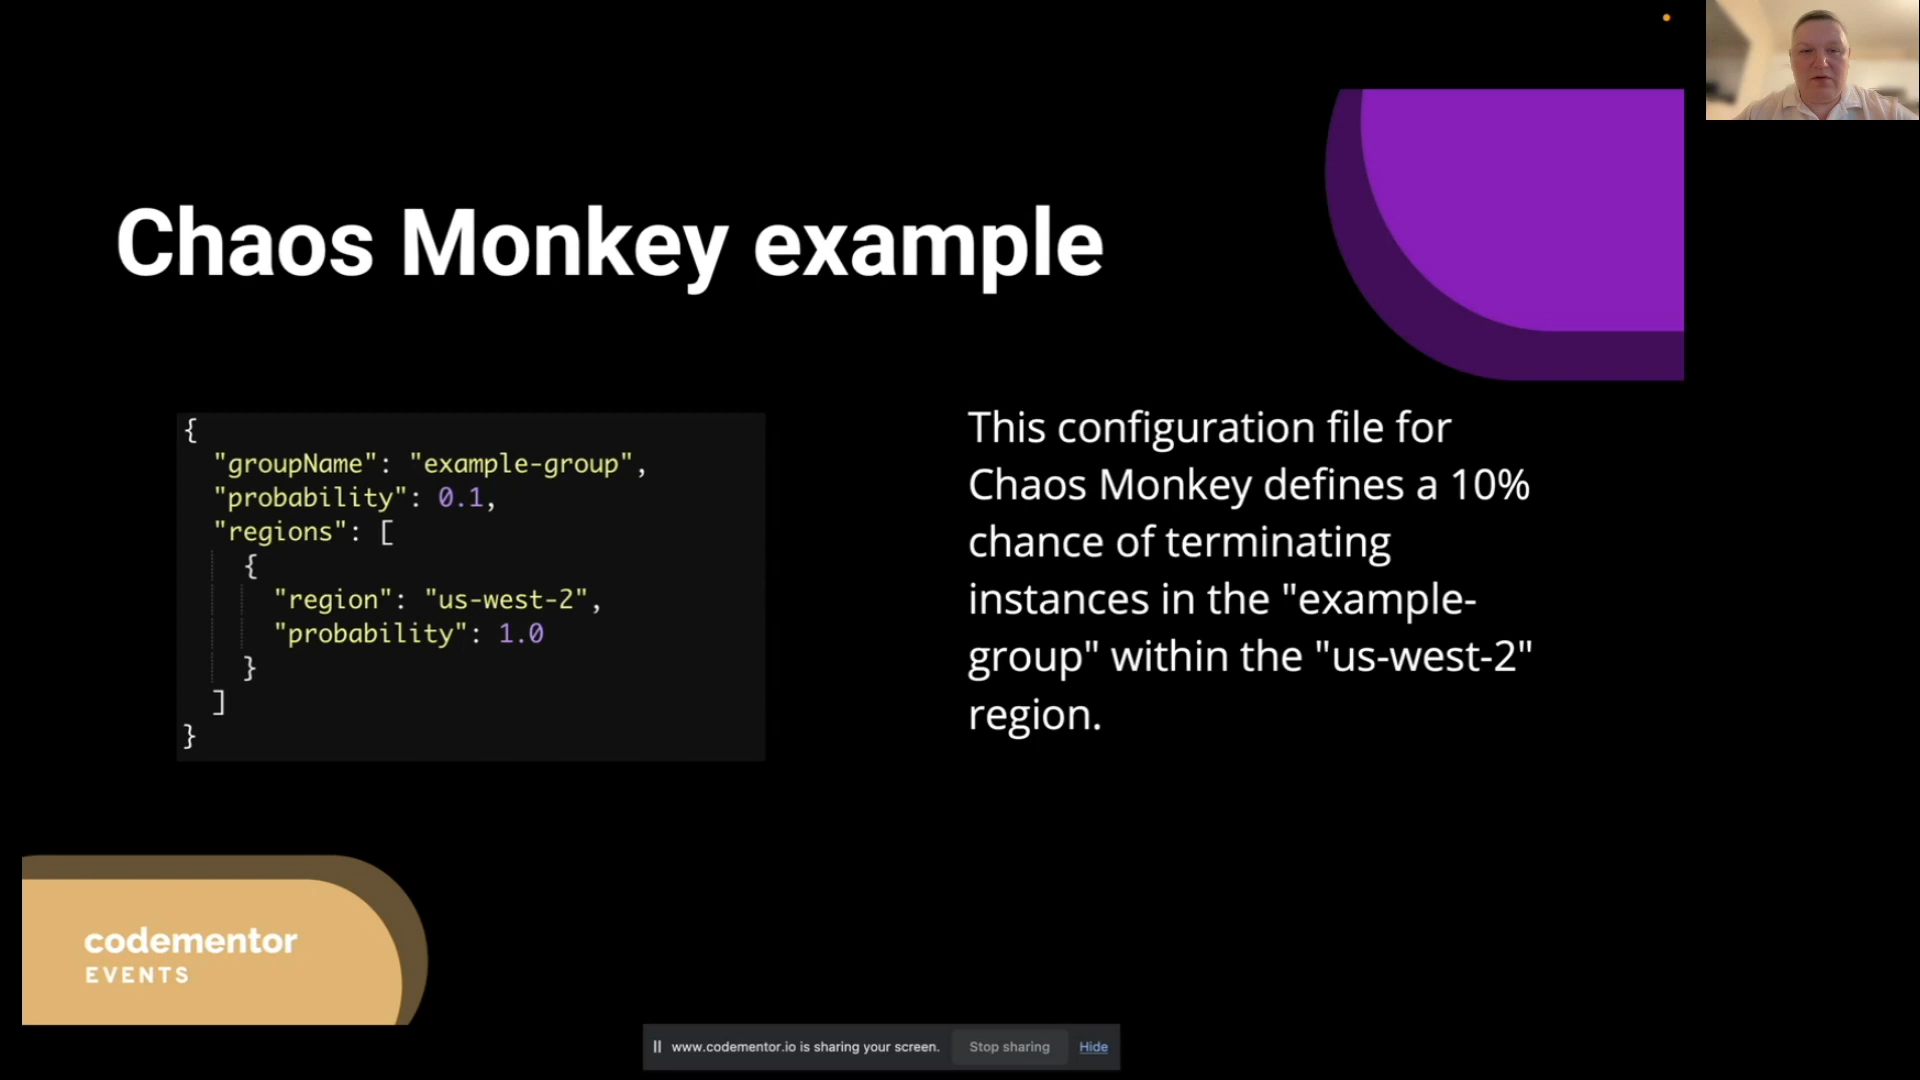 Chaos Monkey example
{
"groupName": "example-group",
"probability": 0.1,
"regions": [
{
"region": "us-west-2",
"probability": 1.0
}
]
}
This configuration file for
Chaos Monkey defines a 10%
chance of terminating
instances in the "example-
group" within the "us-west-2"
region.
codementor
EVENTS
www.codementor.io is sharing your screen. Stop sharing Hide